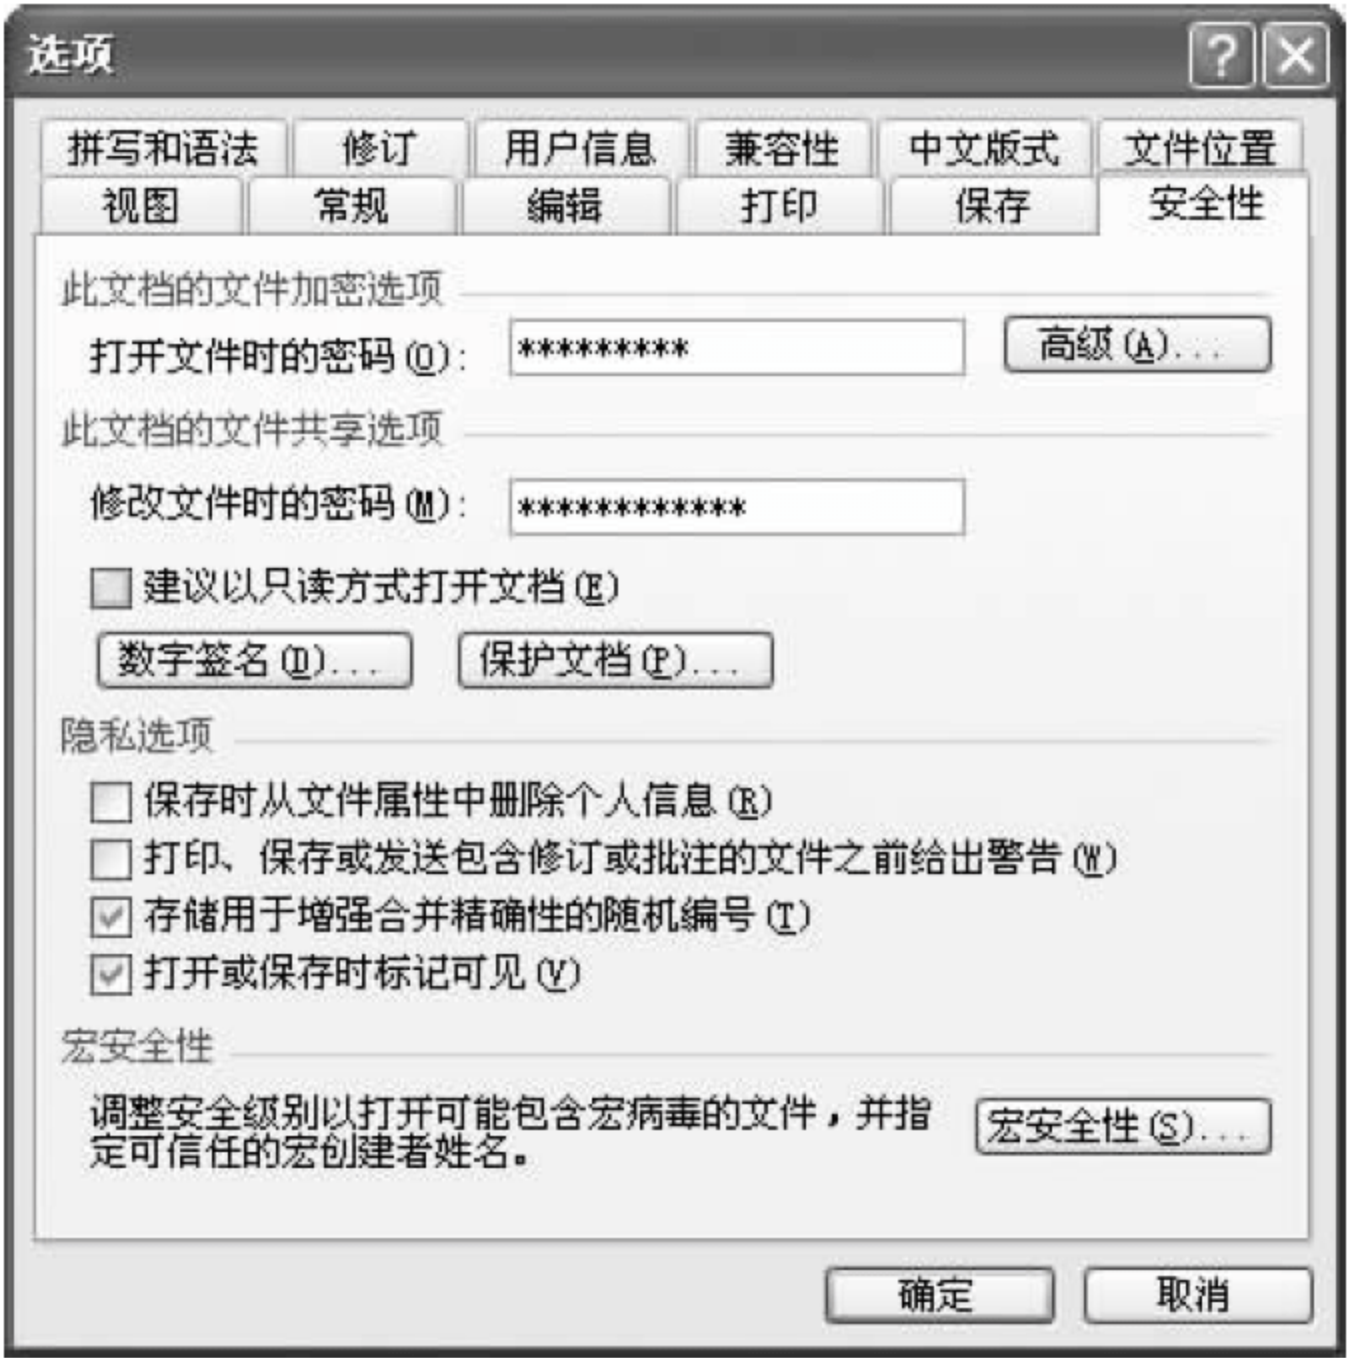 选项
拼写和语法 修订 用户信息 兼容性 中文版式 文件位置
视图 常规 编辑 打印 保存 安全性
此文档的文件加密选项
打开文件时的密码(O): ********* 高级(A)...
此文档的文件共享选项
修改文件时的密码(M): ************
建议以只读方式打开文档(E)
数字签名(D)... 保护文档(P)...
隐私选项
保存时从文件属性中删除个人信息(R)
打印、保存或发送包含修订或批注的文件之前给出警告(W)
存储用于增强合并精确性的随机编号(T)
打开或保存时标记可见(V)
宏安全性
调整安全级别以打开可能包含宏病毒的文件，并指 宏安全性(S)...
定可信任的宏创建者姓名。
确定 取消